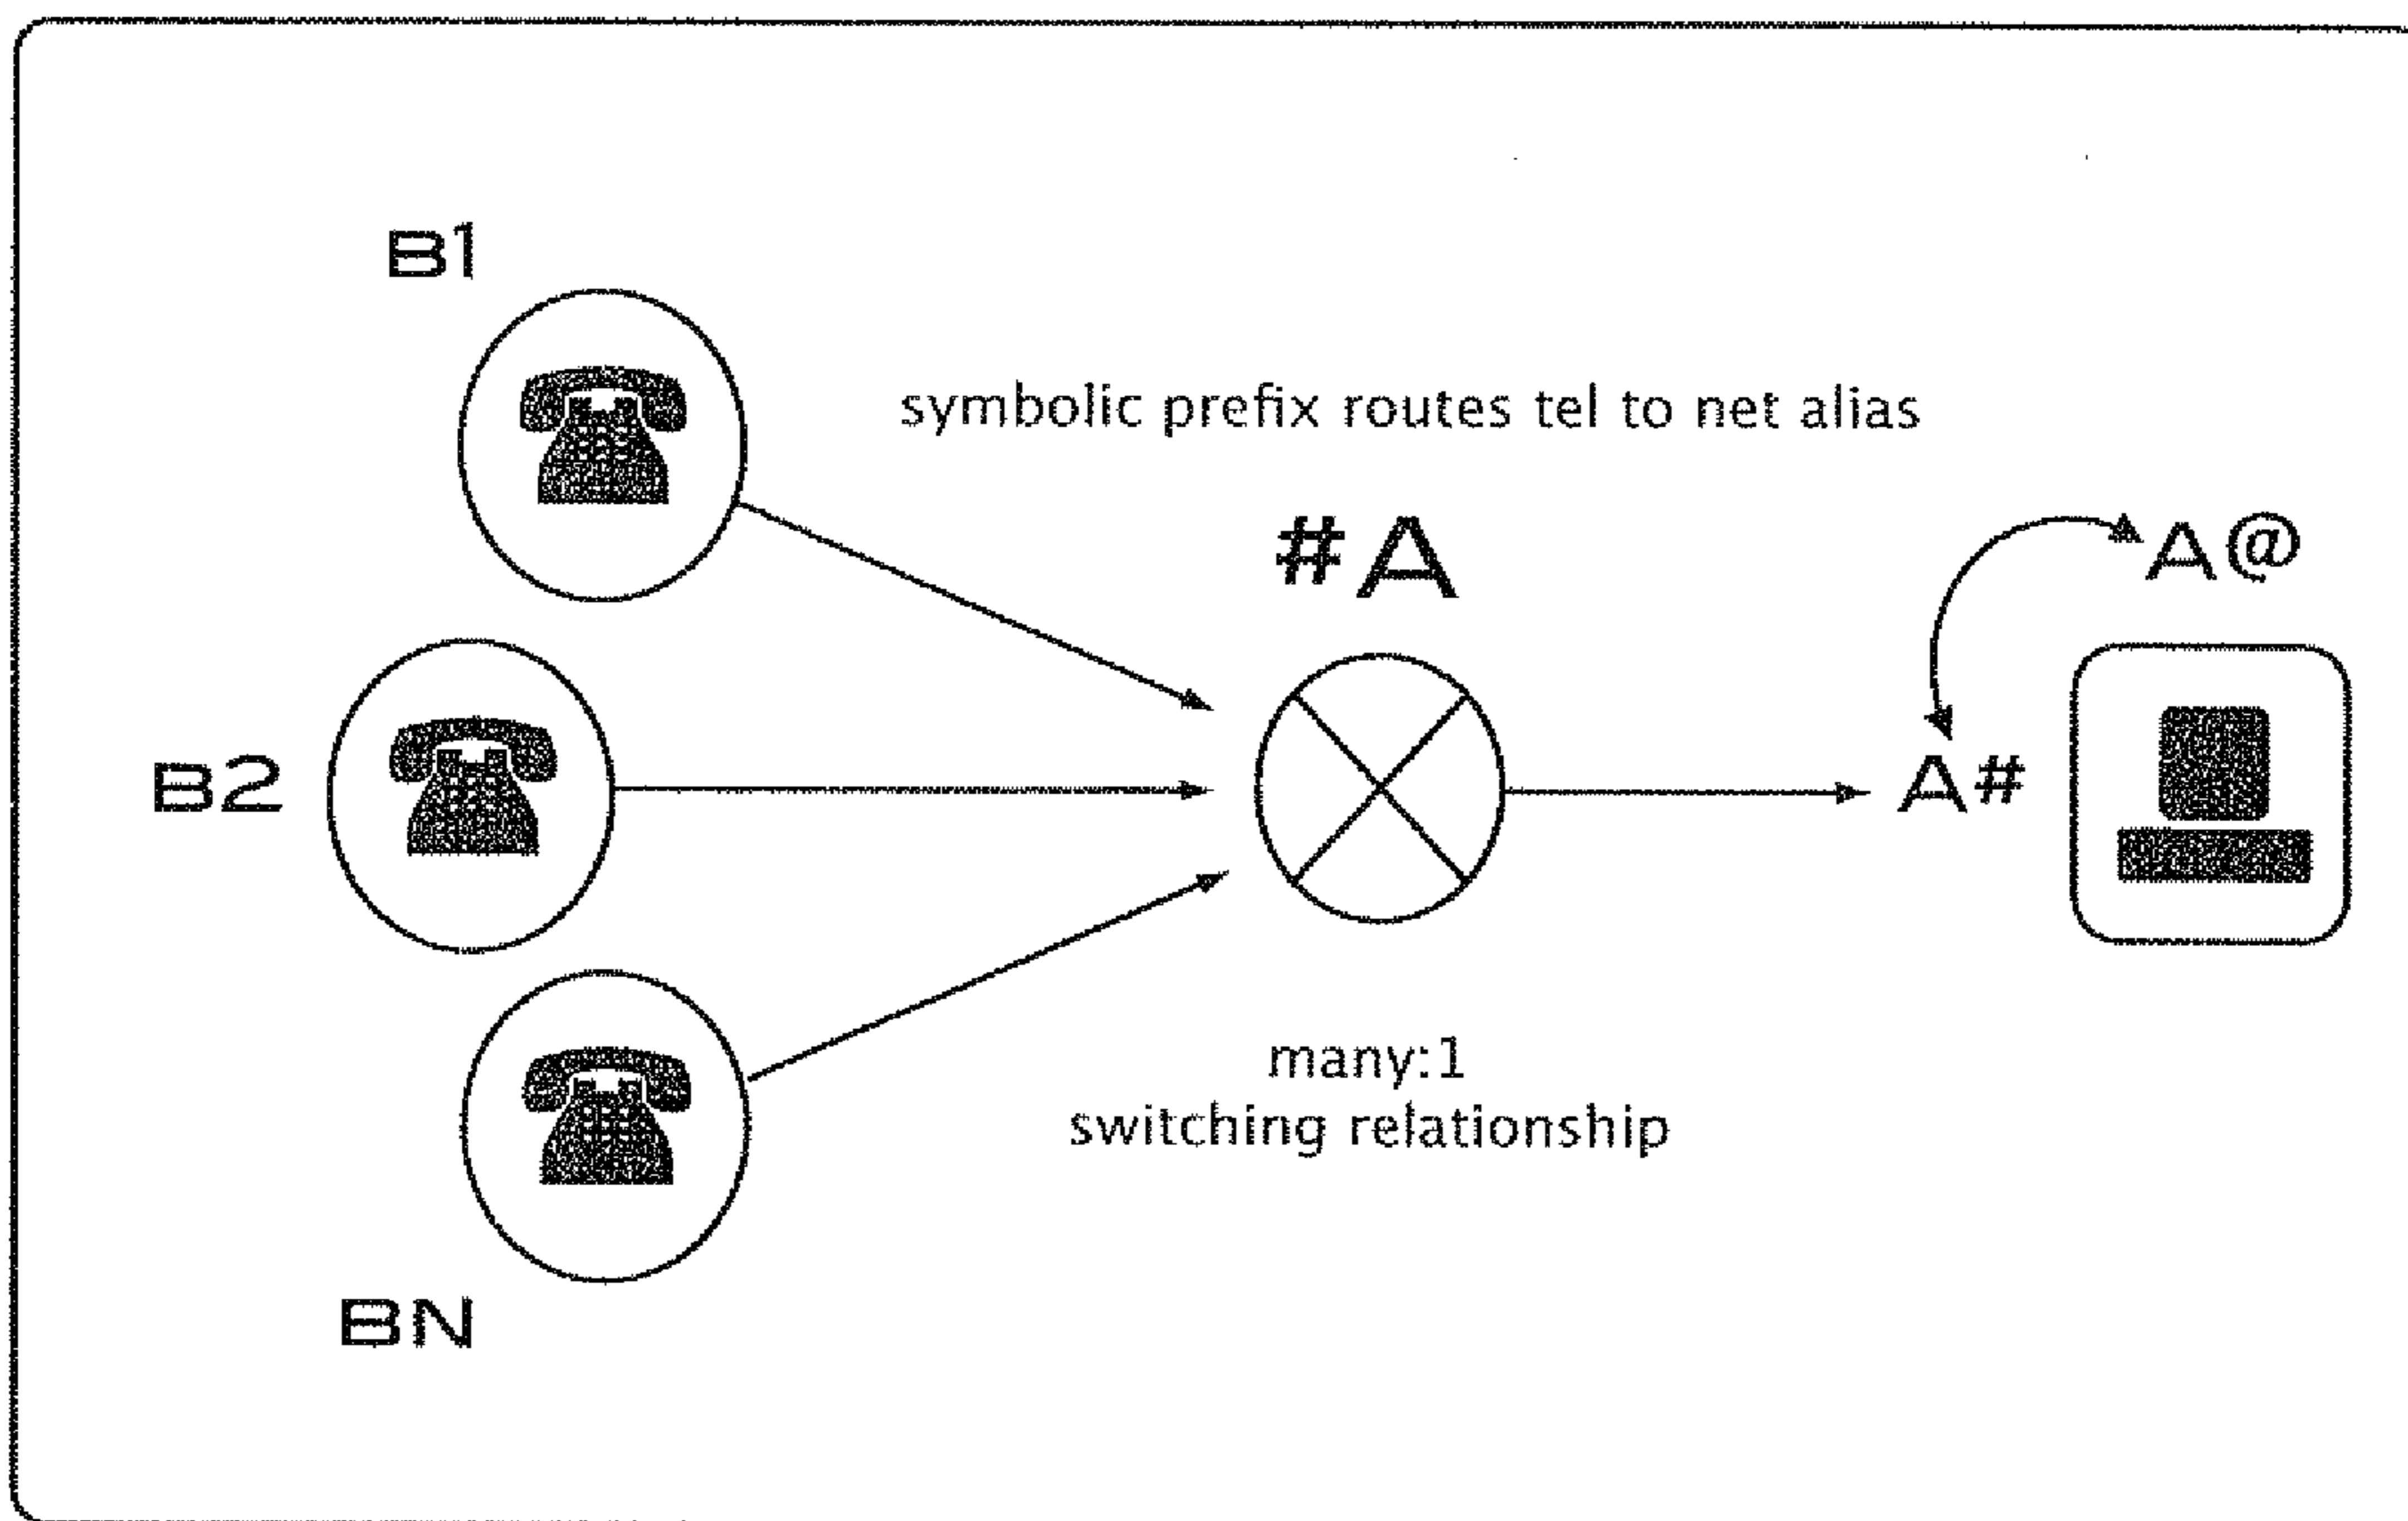 B1
symbolic prefix routes tel to net alias
#A
A@
B2
A#
many:1
switching relationship
BN